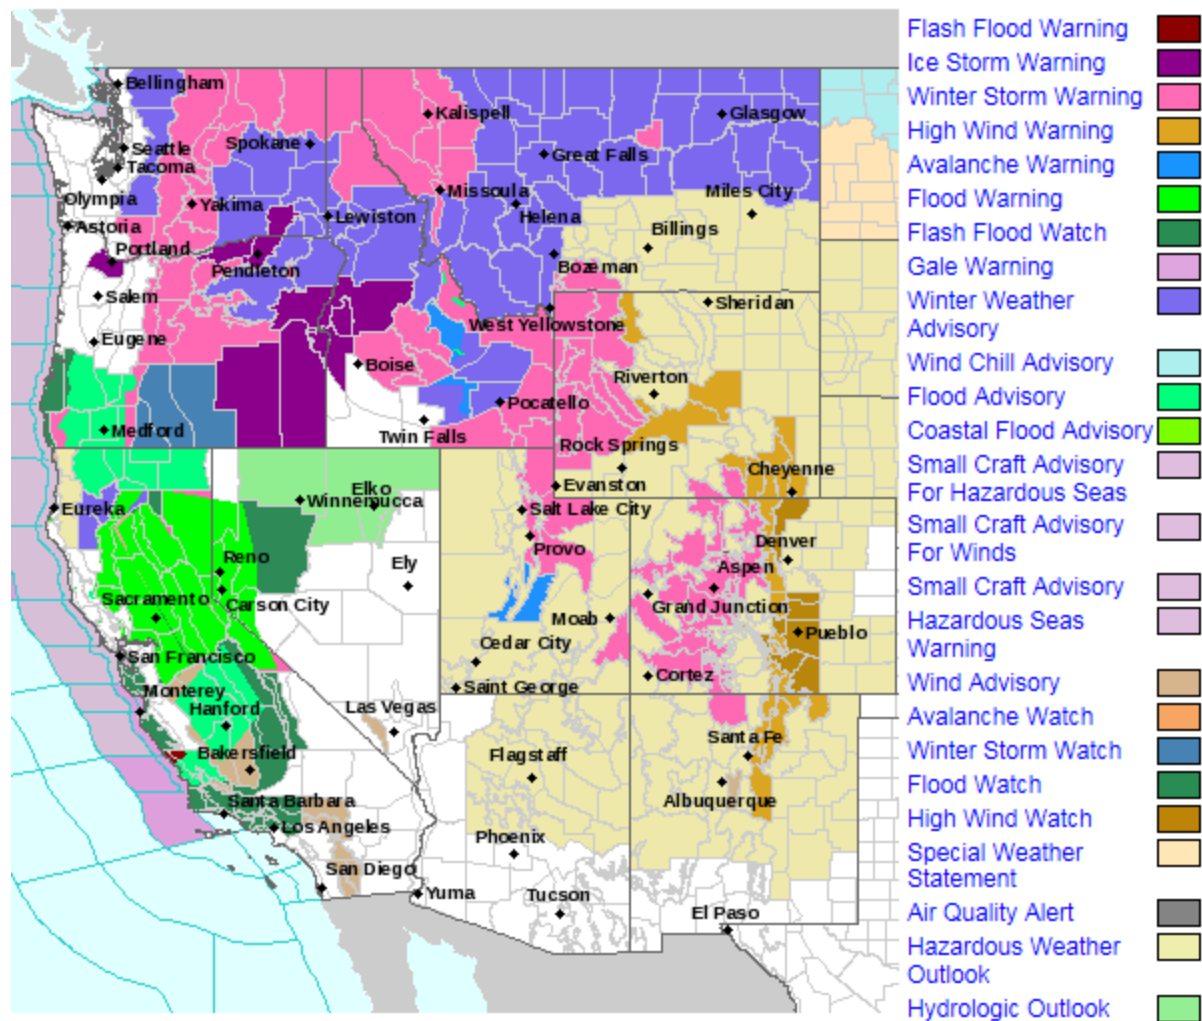 Bellingham
Kalispell
Glasgow
Spokane
Seattle
Great Falls
Tacoma
Missoula
Miles City
Olympia
Yakima
Lewiston
Helena
Astoria
Billings
Portland
Pendleton
Bozeman
Salem
Sheridan
West Yellowstone
Eugene
Boise
Riverton
Pocatello
Medford
Twin Falls
Rock Springs
Cheyenne
Elko
Evanston
Winnemucca
Eureka
Salt Lake City
Denver
Provo
Reno
Ely
Aspen
Sacramento
Carson City
Grand Junction
Moab
Pueblo
Cedar City
San Francisco
Cortez
Saint George
Monterey
Hanford
Las Vegas
Santa Fe
Bakersfield
Flagstaff
Albuquerque
Santa Barbara
Los Angeles
Phoenix
San Diego
Yuma
Tucson
El Paso
Flash Flood Warning
Ice Storm Warning
Winter Storm Warning
High Wind Warning
Avalanche Warning
Flood Warning
Flash Flood Watch
Gale Warning
Winter Weather
Advisory
Wind Chill Advisory
Flood Advisory
Coastal Flood Advisory
Small Craft Advisory
For Hazardous Seas
Small Craft Advisory
For Winds
Small Craft Advisory
Hazardous Seas
Warning
Wind Advisory
Avalanche Watch
Winter Storm Watch
Flood Watch
High Wind Watch
Special Weather
Statement
Air Quality Alert
Hazardous Weather
Outlook
Hydrologic Outlook